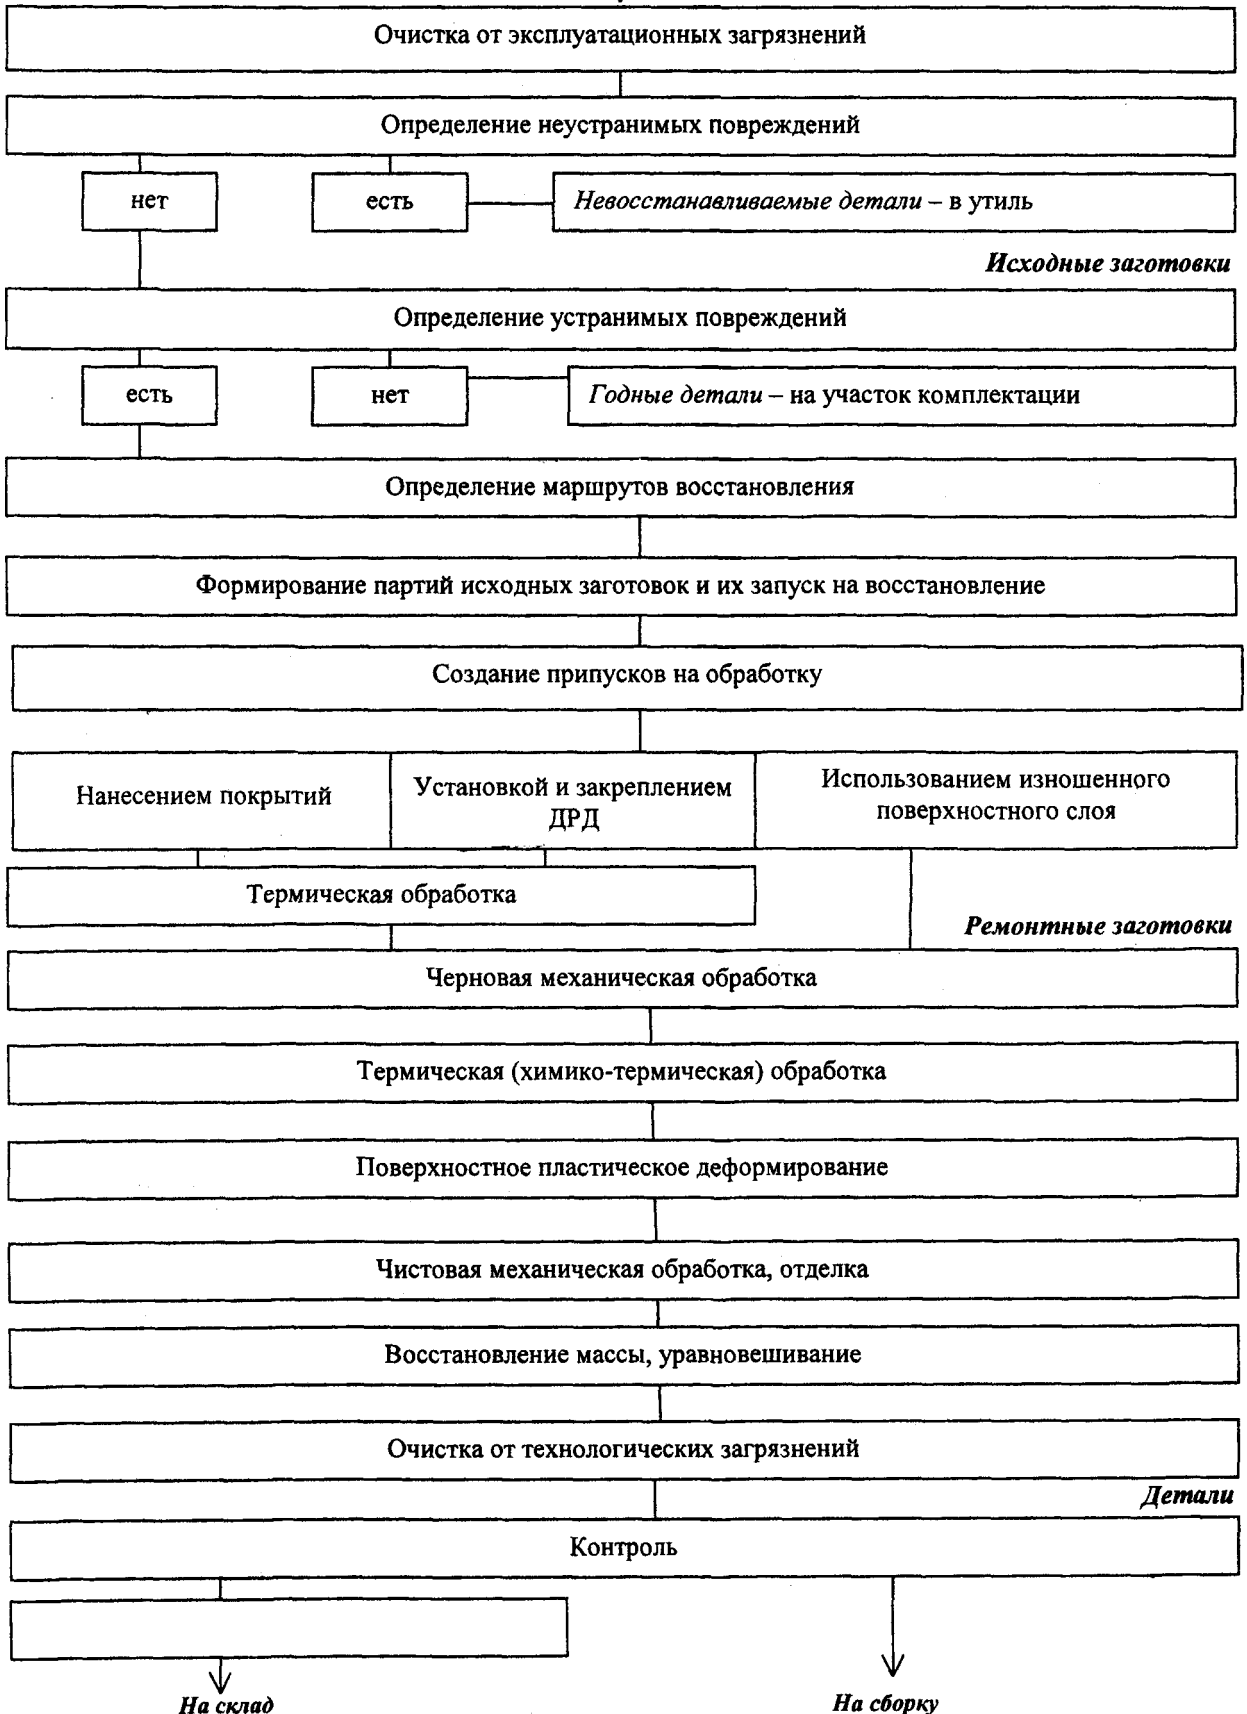 Очистка от эксплуатационных загрязнений
Определение неустранимых повреждений
нет
есть
Невосстанавливаемые детали – в утиль
Исходные заготовки
Определение устранимых повреждений
есть
нет
Годные детали – на участок комплектации
Определение маршрутов восстановления
Формирование партий исходных заготовок и их запуск на восстановление
Создание припусков на обработку
Нанесением покрытий
Установкой и закреплением
ДРД
Использованием изношенного
поверхностного слоя
Термическая обработка
Ремонтные заготовки
Черновая механическая обработка
Термическая (химико-термическая) обработка
Поверхностное пластическое деформирование
Чистовая механическая обработка, отделка
Восстановление массы, уравновешивание
Очистка от технологических загрязнений
Детали
Контроль
На склад
На сборку